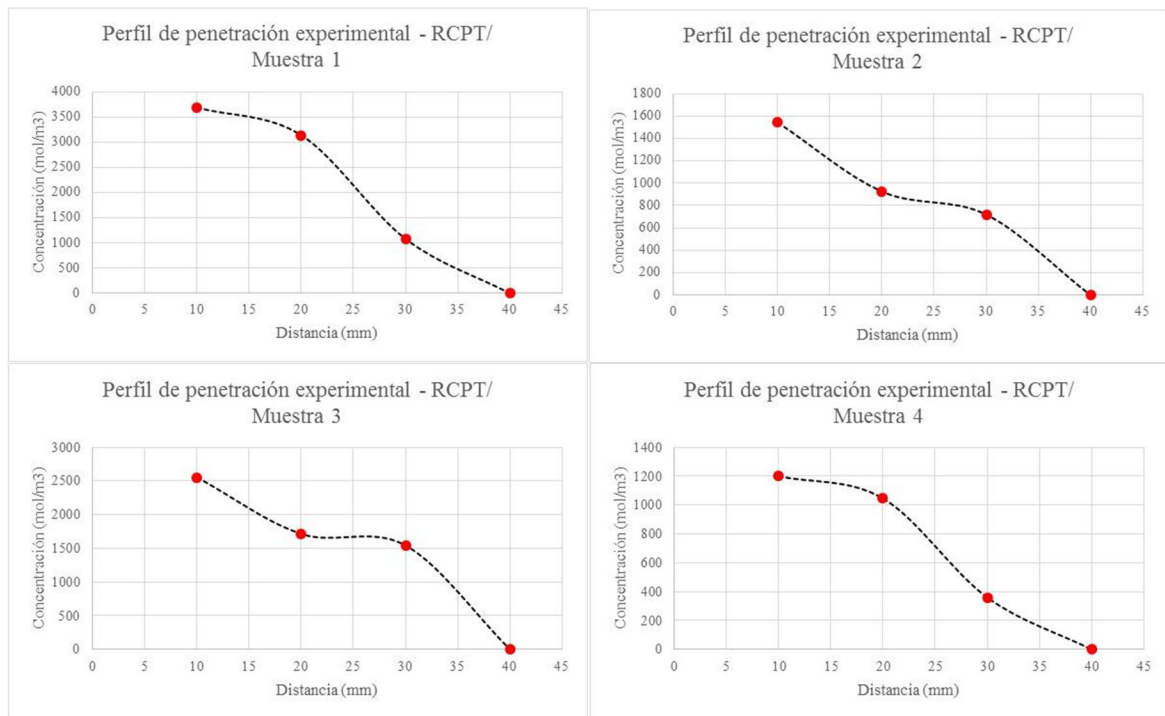 Perfil de penetración experimental - RCPT/
Muestra 1
Concentración (mol/m3)
4000
3500
3000
2500
2000
1500
1000
500
0
0 5 10 15 20 25 30 35 40 45
Distancia (mm)
Perfil de penetración experimental - RCPT/
Muestra 2
Concentración (mol/m3)
1800
1600
1400
1200
1000
800
600
400
200
0
0 5 10 15 20 25 30 35 40 45
Distancia (mm)
Perfil de penetración experimental - RCPT/
Muestra 3
Concentración (mol/m3)
3000
2500
2000
1500
1000
500
0
0 5 10 15 20 25 30 35 40 45
Distancia (mm)
Perfil de penetración experimental - RCPT/
Muestra 4
Concentración (mol/m3)
1400
1200
1000
800
600
400
200
0
0 5 10 15 20 25 30 35 40 45
Distancia (mm)